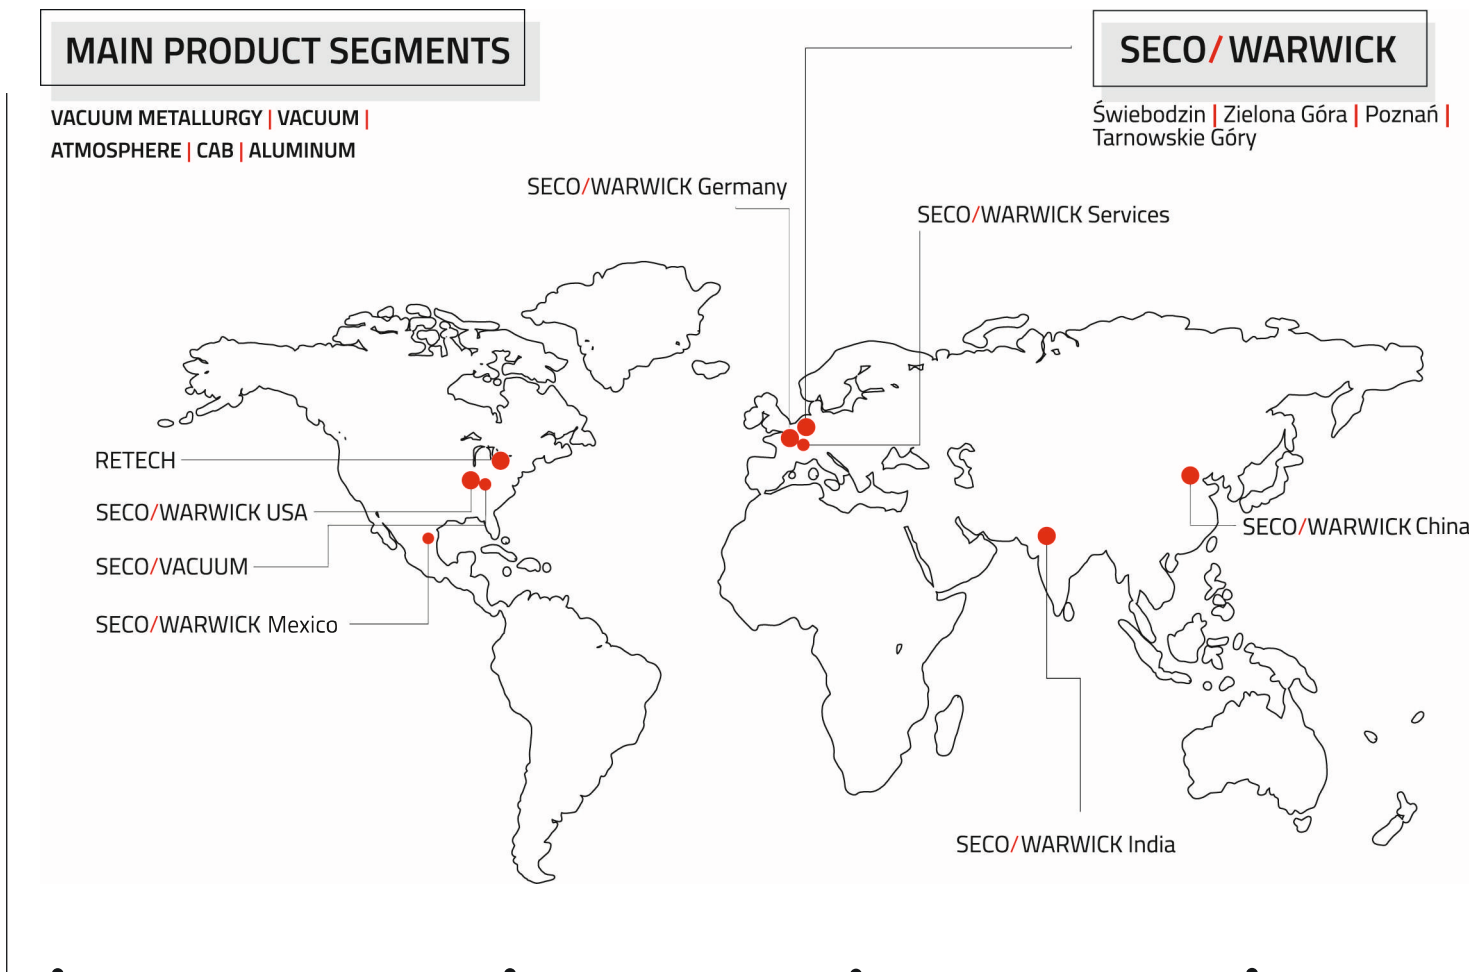 MAIN PRODUCT SEGMENTS
VACUUM METALLURGY | VACUUM |
ATMOSPHERE | CAB | ALUMINUM
SECO/WARWICK
Świebodzin | Zielona Góra | Poznań |
Tarnowskie Góry
SECO/WARWICK Germany
SECO/WARWICK Services
RETECH
SECO/WARWICK USA
SECO/VACUUM
SECO/WARWICK Mexico
SECO/WARWICK China
SECO/WARWICK India